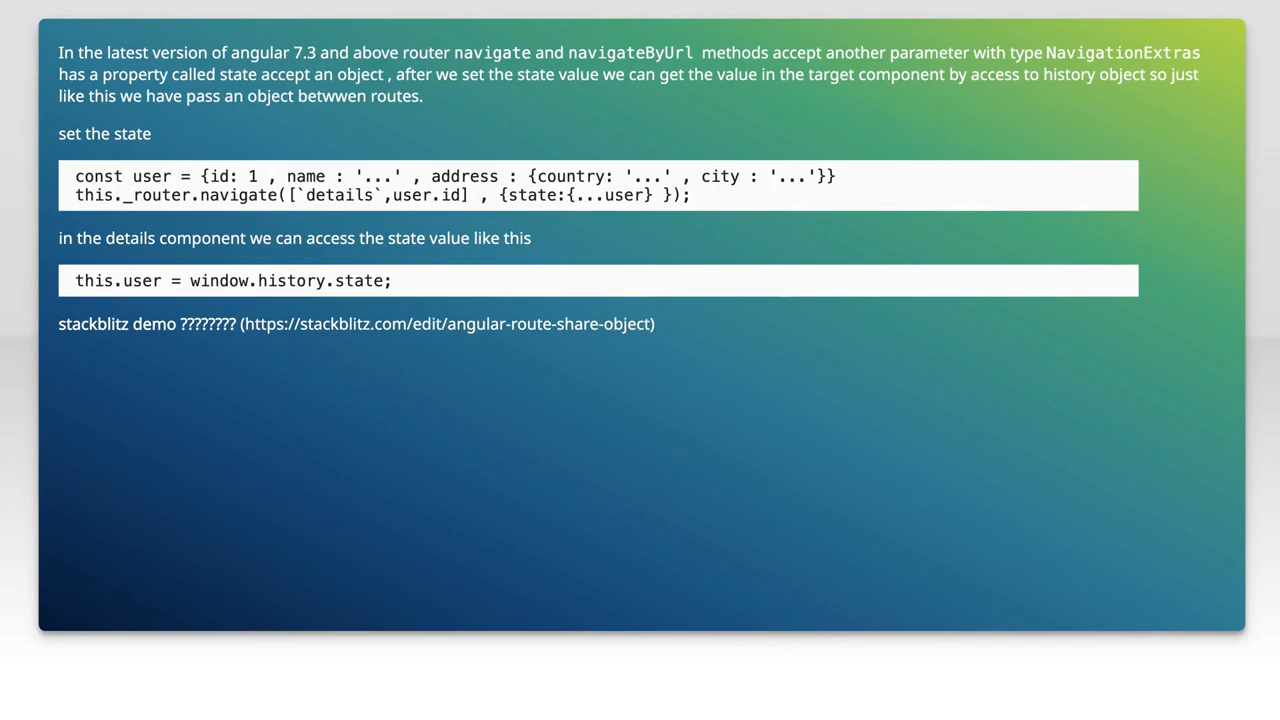 In the latest version of angular 7.3 and above router navigate and navigateByUrl methods accept another parameter with type NavigationExtras
has a property called state accept an object , after we set the state value we can get the value in the target component by access to history object so just
like this we have pass an object betwwen routes.
set the state
const user = {id: 1 , name : '...' , address : {country: '...' , city : '...'}}
this._router.navigate([`details`,user.id] , {state:{...user} });
in the details component we can access the state value like this
this.user = window.history.state;
stackblitz demo ???????? (https://stackblitz.com/edit/angular-route-share-object)